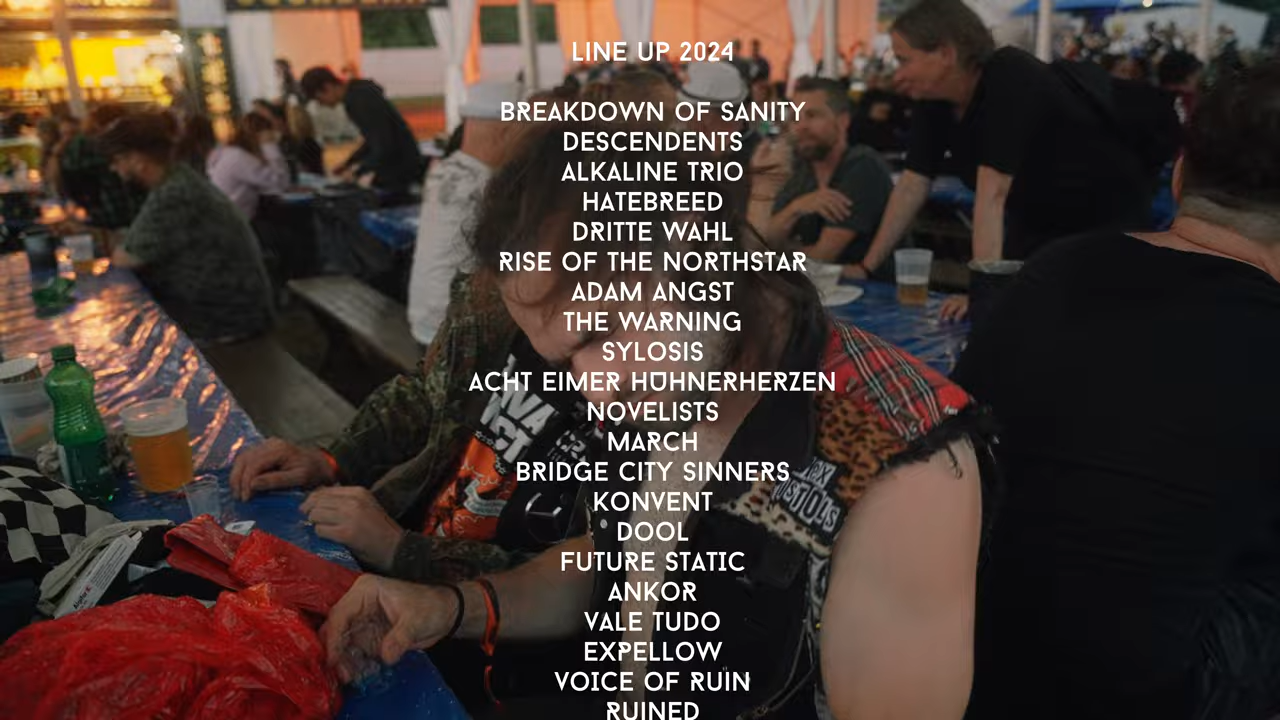 LINE UP 2024
BREAKDOWN OF SANITY
DESCENDENTS
ALKALINE TRIO
HATEBREED
DRITTE WAHL
RISE OF THE NORTHSTAR
ADAM ANGST
THE WARNING
SYLOSIS
ACHT EIMER HÜHNERHERZEN
NOVELISTS
MARCH
BRIDGE CITY SINNERS
KONVENT
DOOL
FUTURE STATIC
ANKOR
VALE TUDO
EXPELLOW
VOICE OF RUIN
RUINED